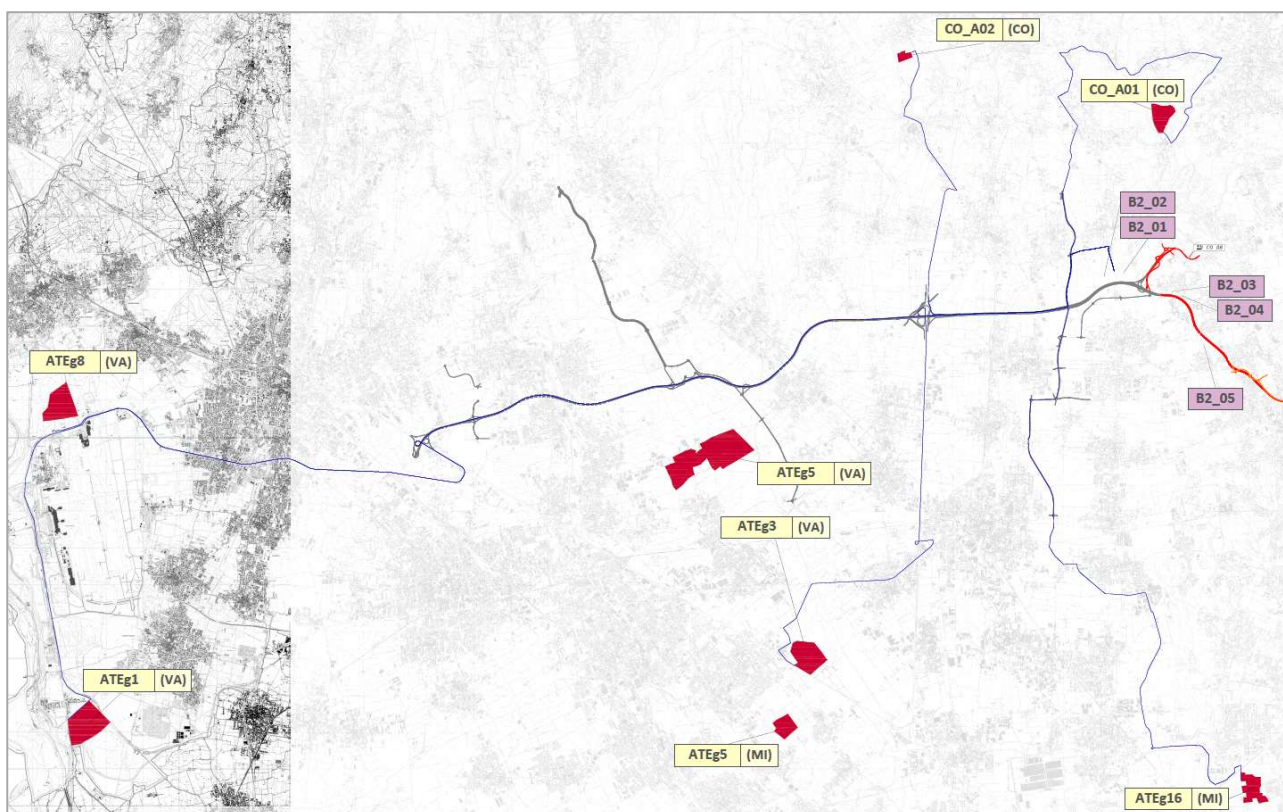 CO_A02 (CO)
CO_A01 (CO)
B2_02
B2_01
B2_03
B2_04
ATEg8 (VA)
B2_05
ATEg5 (VA)
ATEg3 (VA)
ATEg1 (VA)
ATEg5 (MI)
ATEg16 (MI)